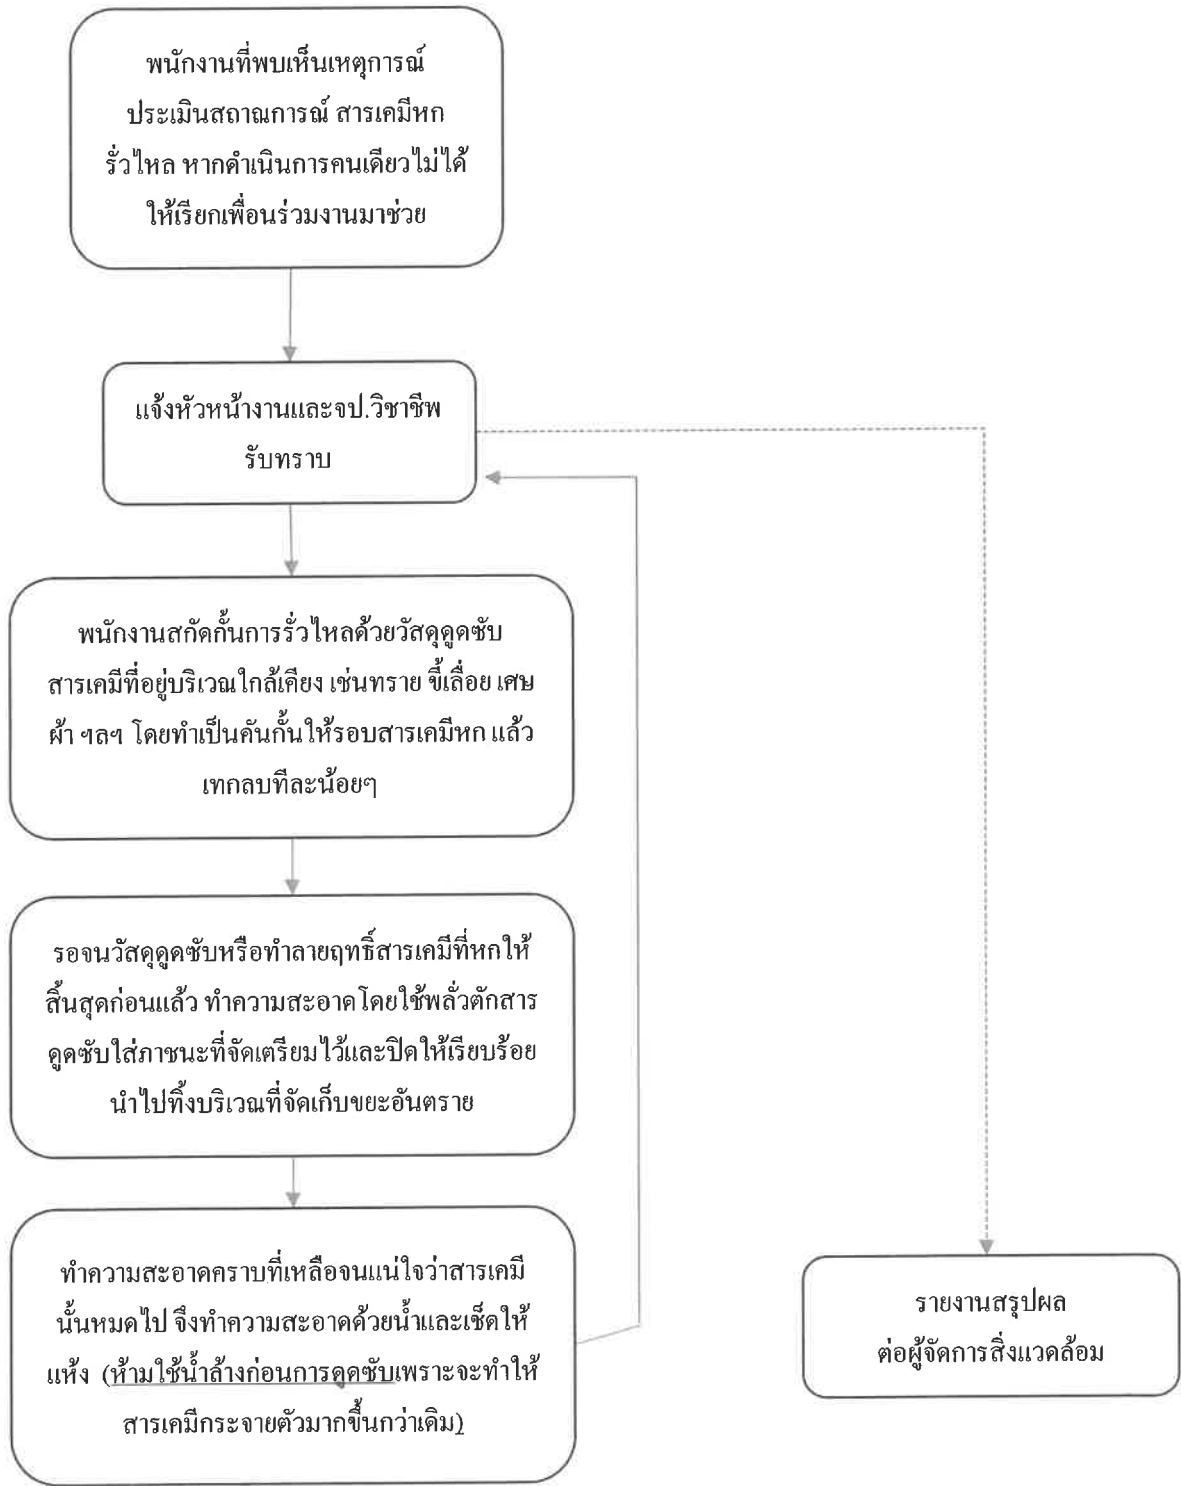 พนักงานที่พบเห็นเหตุการณ์
ประเมินสถาณการณ์ สารเคมีหก
รั่วไหล หากดำเนินการคนเดียวไม่ได้
ให้เรียกเพื่อนร่วมงานมาช่วย
แจ้งหัวหน้างานและจป.วิชาชีพ
รับทราบ
พนักงานสกัดกั้นการรั่วไหลด้วยวัสดุดูดซับ
สารเคมีที่อยู่บริเวณใกล้เคียง เช่นทราย ขี้เลื่อย เศษ
ผ้า ฯลฯ โดยทำเป็นคันกั้นให้รอบสารเคมีหก แล้ว
เทกลบทีละน้อยๆ
รอจนวัสดุดูดซับหรือทำลายฤทธิ์สารเคมีที่หกให้
สิ้นสุดก่อนแล้ว ทำความสะอาดโดยใช้พลั่วตักสาร
ดูดซับใส่ภาชนะที่จัดเตรียมไว้และปิดให้เรียบร้อย
นำไปทิ้งบริเวณที่จัดเก็บขยะอันตราย
ทำความสะอาดคราบที่เหลือจนแน่ใจว่าสารเคมี
นั้นหมดไป จึงทำความสะอาดด้วยน้ำและเช็ดให้
แห้ง (ห้ามใช้น้ำล้างก่อนการดูดซับเพราะจะทำให้
สารเคมีกระจายตัวมากขึ้นกว่าเดิม)
รายงานสรุปผล
ต่อผู้จัดการสิ่งแวดล้อม